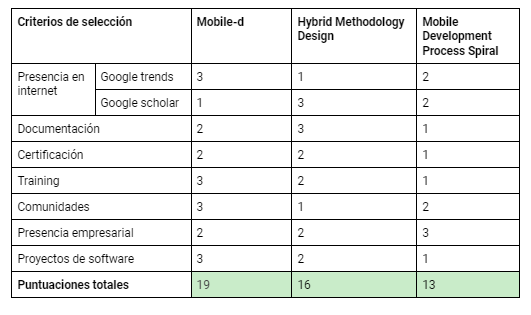 Criterios de selección Mobile-d Hybrid Methodology Design Mobile Development Process Spiral
Presencia en internet Google trends 3 1 2
Google scholar 1 3 2
Documentación 2 3 1
Certificación 2 2 1
Training 3 2 1
Comunidades 3 1 2
Presencia empresarial 2 2 3
Proyectos de software 3 2 1
Puntuaciones totales 19 16 13